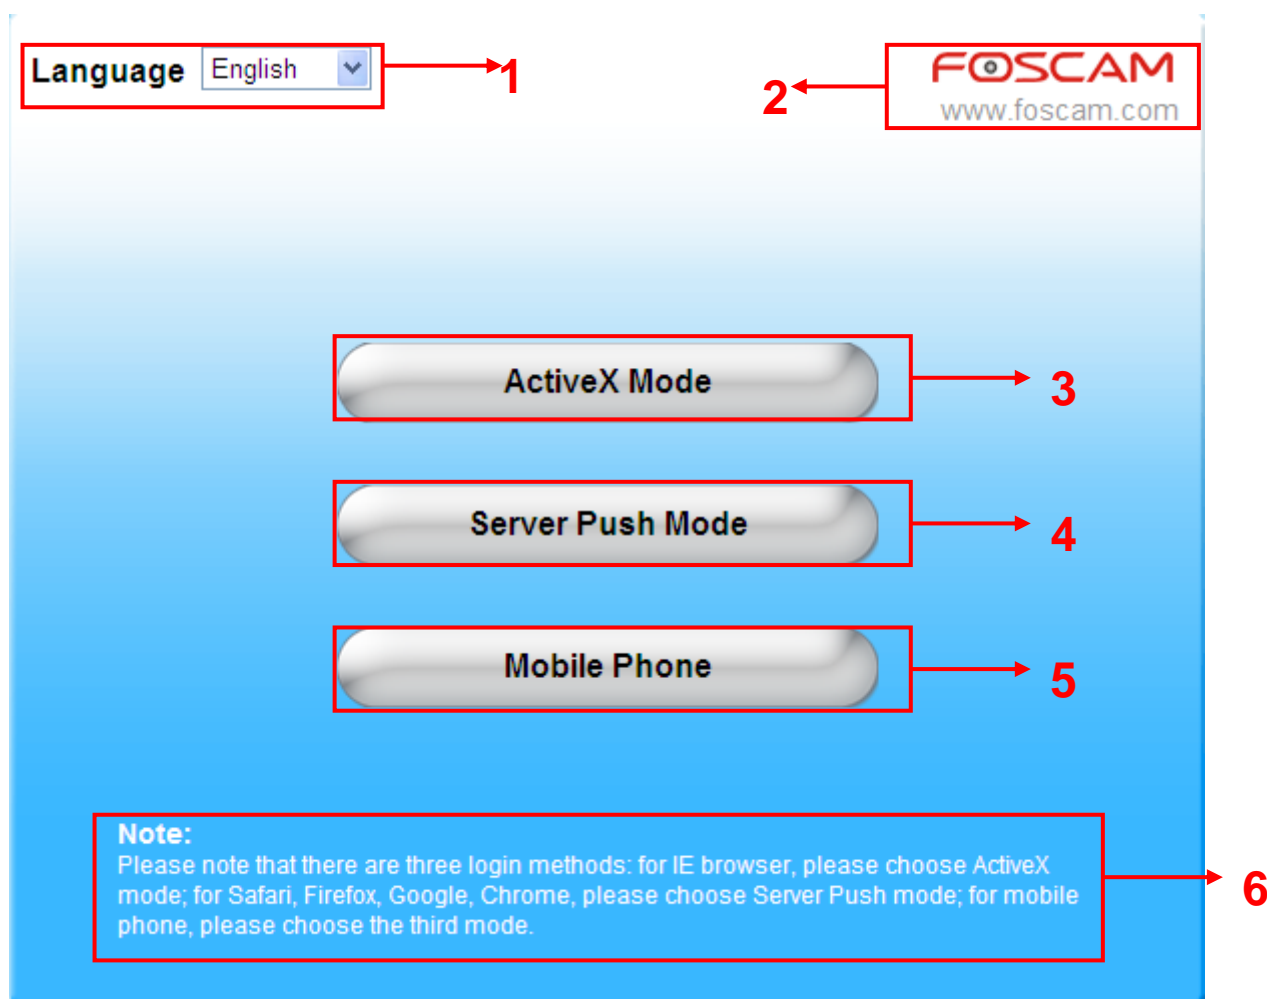 Language English
1
2
FOSCAM
www.foscam.com
ActiveX Mode
3
Server Push Mode
4
Mobile Phone
5
Note:
Please note that there are three login methods: for IE browser, please choose ActiveX
mode; for Safari, Firefox, Google, Chrome, please choose Server Push mode; for mobile
phone, please choose the third mode.
6